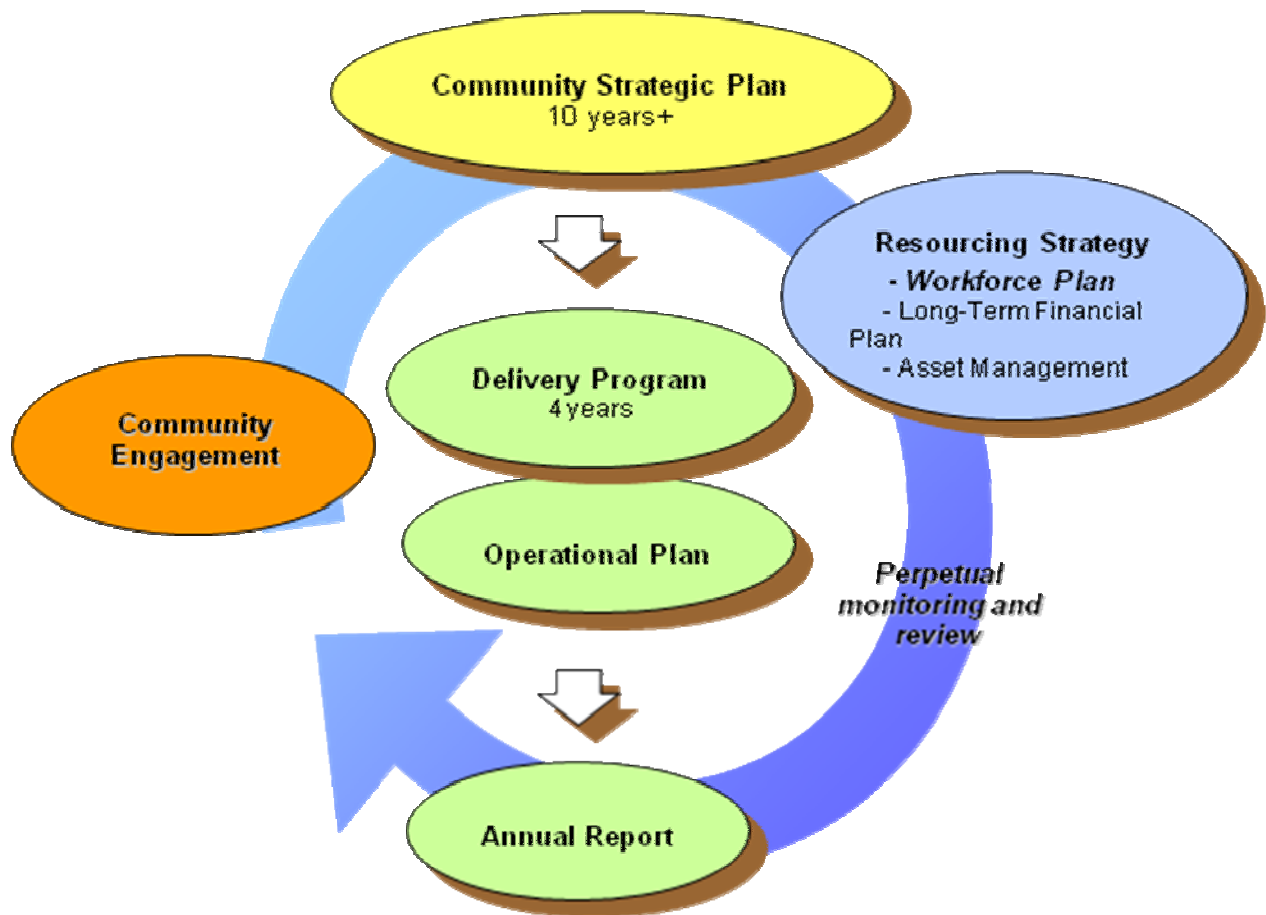 Community Strategic Plan
10 years+
Resourcing Strategy
- Workforce Plan
- Long-Term Financial
Plan
- Asset Management
Delivery Program
4 years
Community
Engagement
Operational Plan
Perpetual
monitoring and
review
Annual Report